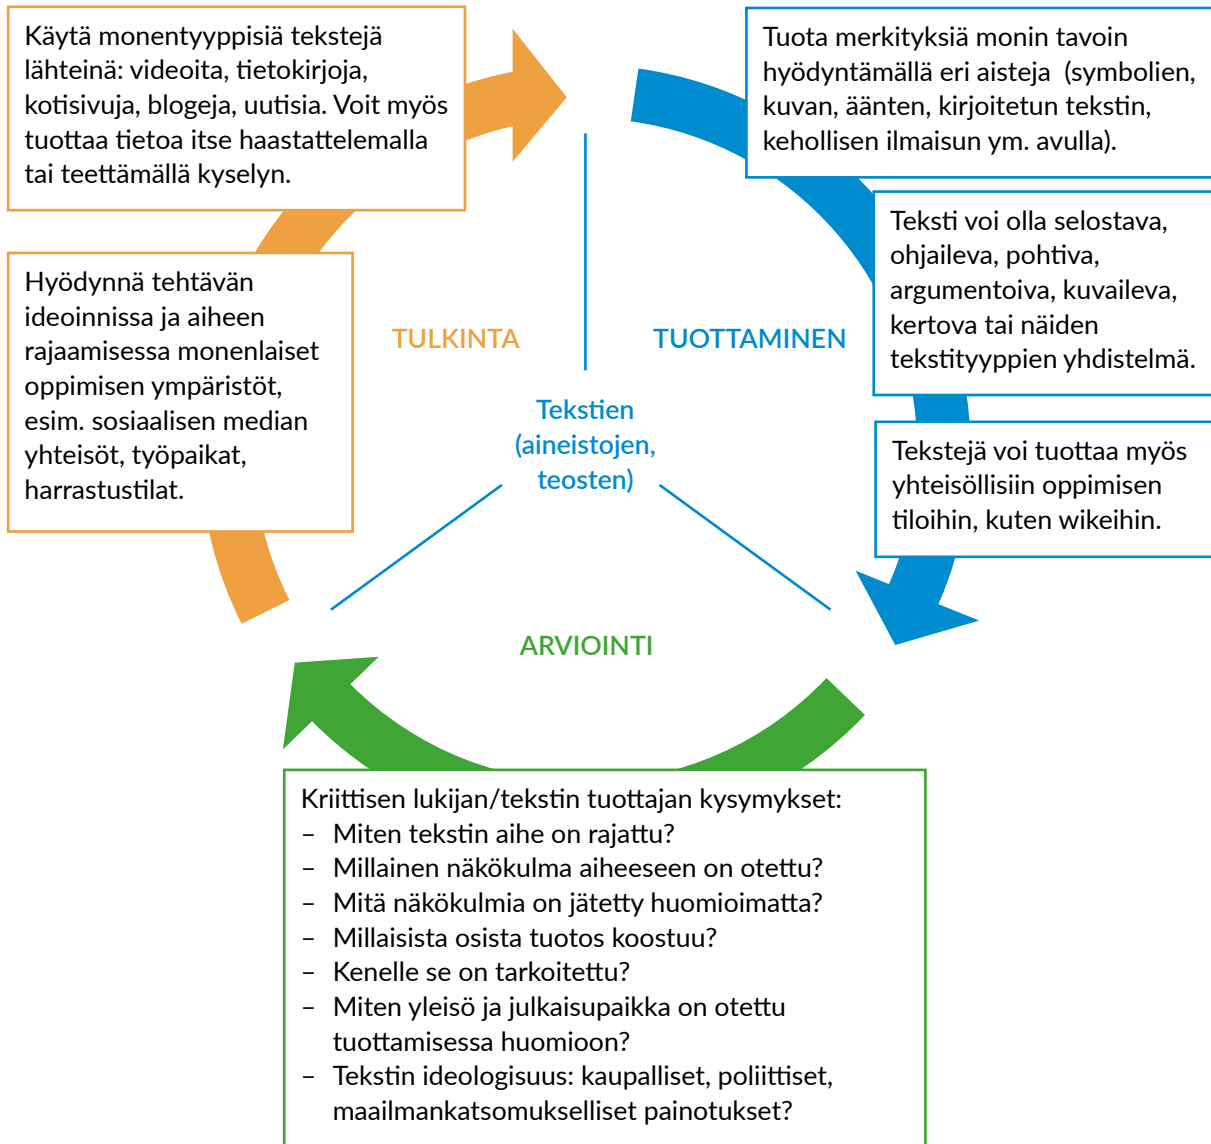 Käytä monentyyppisiä tekstejä
lähteinä: videoita, tietokirjoja,
kotisivuja, blogeja, uutisia. Voit myös
tuottaa tietoa itse haastattelemalla
tai teettämällä kyselyn.
Hyödynnä tehtävän
ideoinnissa ja aiheen
rajaamisessa monenlaiset
oppimisen ympäristöt,
esim. sosiaalisen median
yhteisöt, työpaikat,
harrastustilat.
TULKINTA
Tuota merkityksiä monin tavoin
hyödyntämällä eri aisteja (symbolien,
kuvan, äänten, kirjoitetun tekstin,
kehollisen ilmaisun ym. avulla).
Teksti voi olla selostava,
ohjaileva, pohtiva,
argumentoiva, kuvaileva,
kertova tai näiden
tekstityyppien yhdistelmä.
Tekstejä voi tuottaa myös
yhteisöllisiin oppimisen
tiloihin, kuten wikeihin.
TUOTTAMINEN
Tekstien
(aineistojen,
teosten)
ARVIOINTI
Kriittisen lukijan/tekstin tuottajan kysymykset:
– Miten tekstin aihe on rajattu?
– Millainen näkökulma aiheeseen on otettu?
– Mitä näkökulmia on jätetty huomioimatta?
– Millaisista osista tuotos koostuu?
– Kenelle se on tarkoitettu?
– Miten yleisö ja julkaisupaikka on otettu
tuottamisessa huomioon?
– Tekstin ideologisuus: kaupalliset, poliittiset,
maailmankatsomukselliset painotukset?